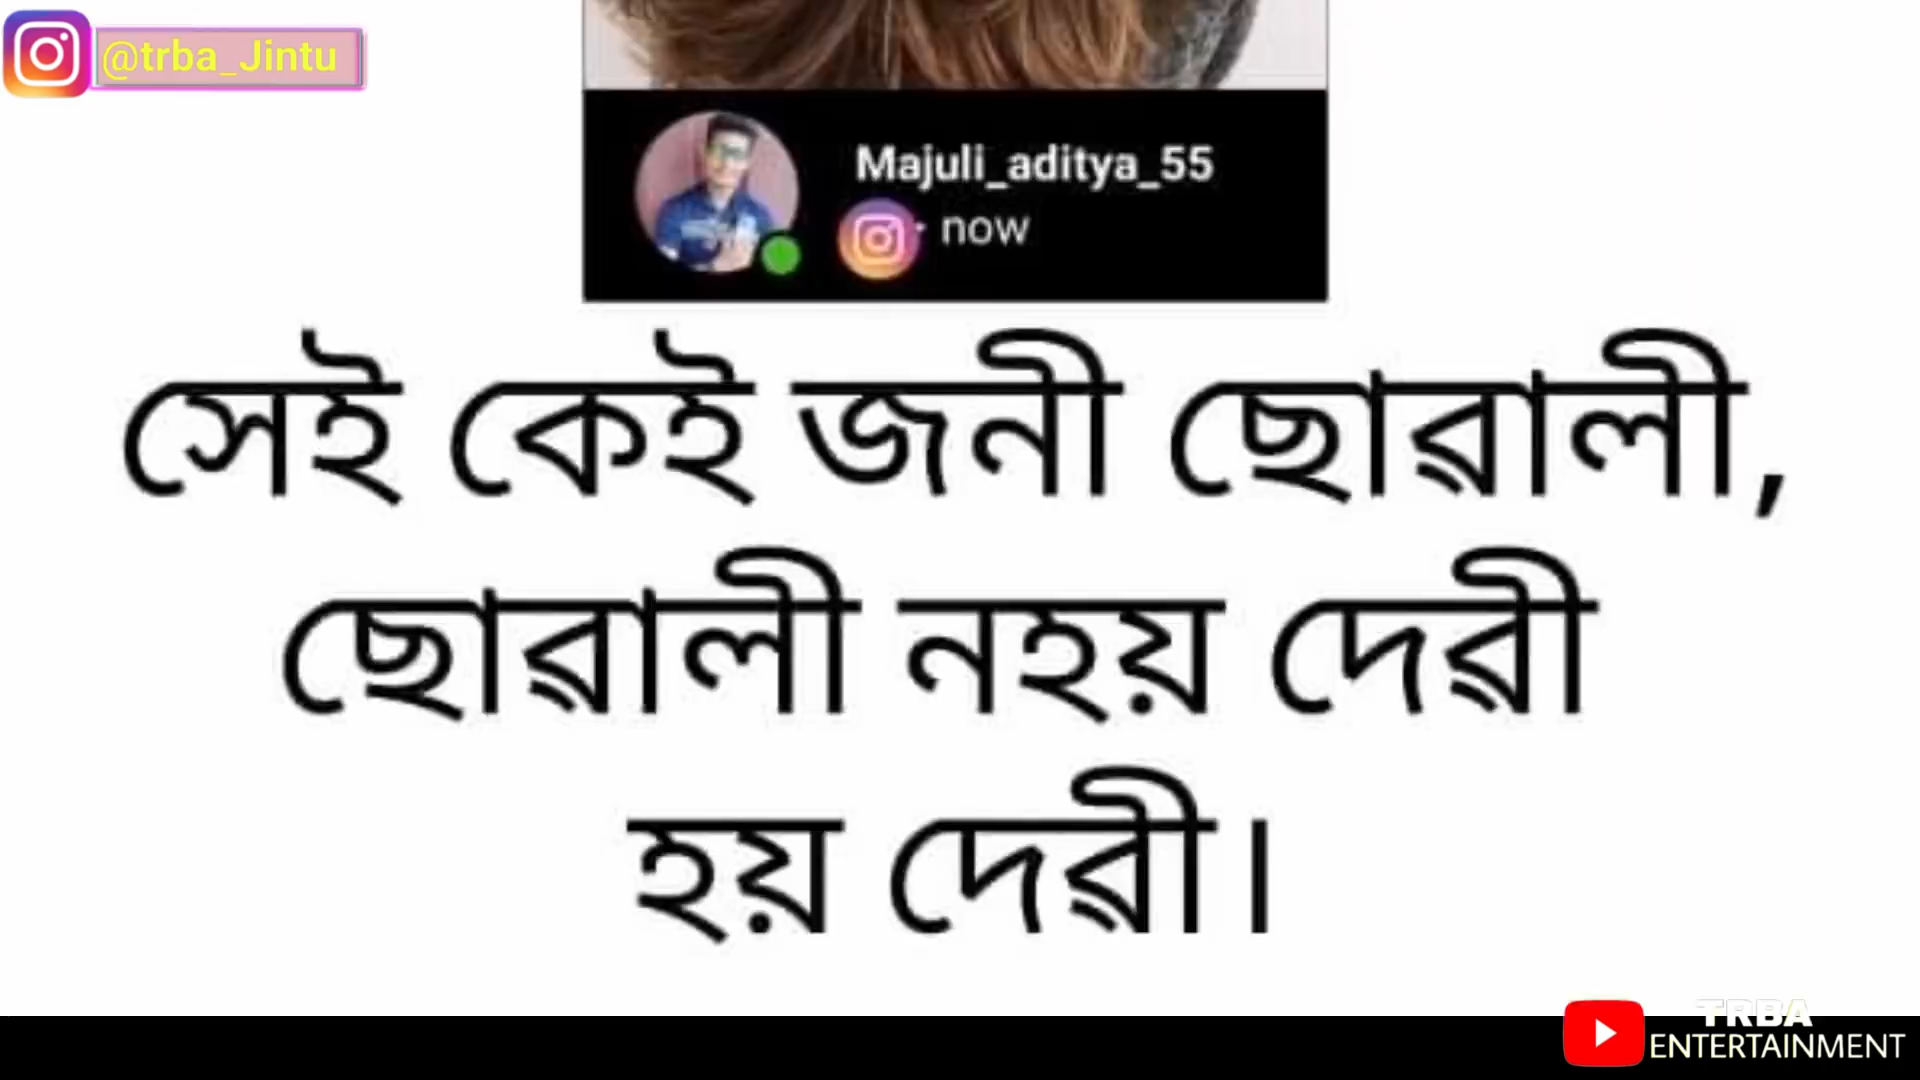 @trba_Jintu
Majuli_aditya_55
· now
সেই কেই জনী ছোৱালী,
ছোৱালী নহয় দেৱী
হয় দেৱী।
TRBA
ENTERTAINMENT